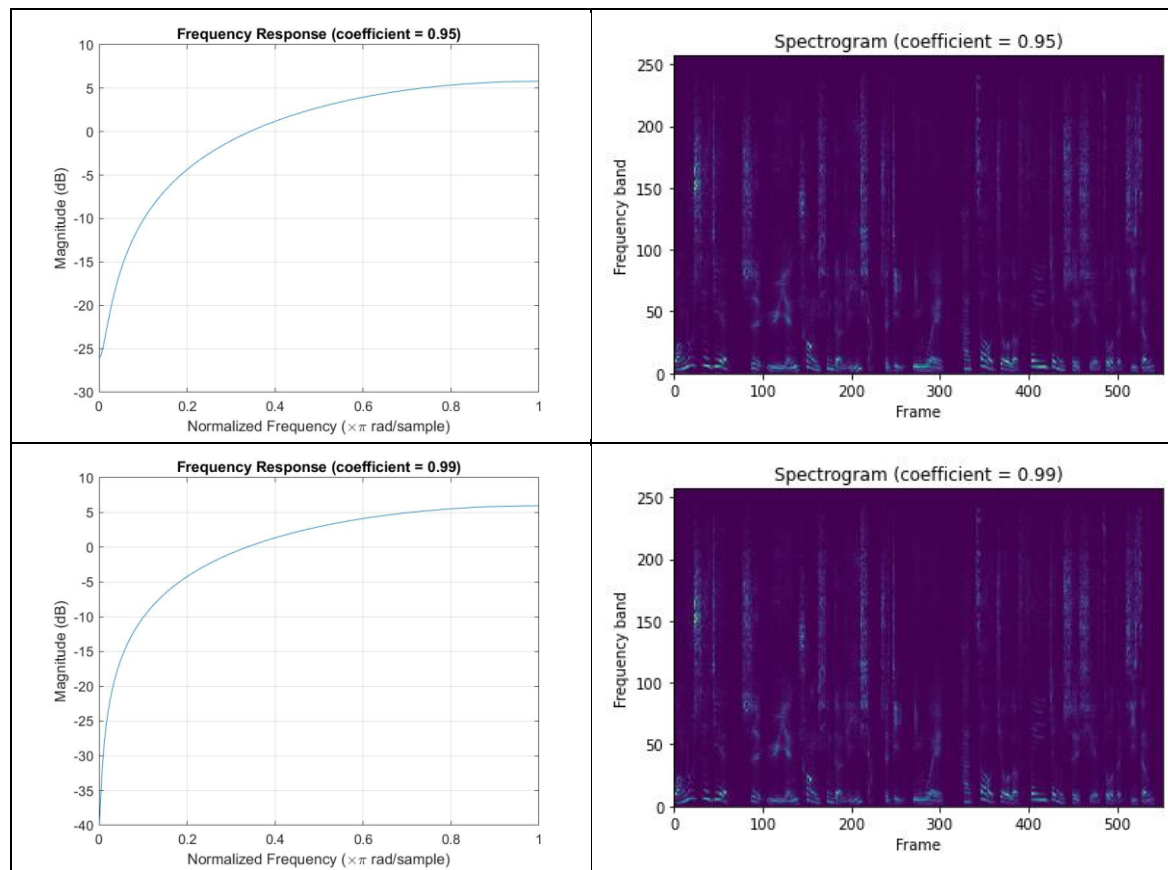 Frequency Response (coefficient = 0.95)
10
5
0
-5
-10
-15
-20
-25
-30
Magnitude (dB)
0 0.2 0.4 0.6 0.8 1
Normalized Frequency (×π rad/sample)
Spectrogram (coefficient = 0.95)
250
200
150
100
50
0
Frequency band
0 100 200 300 400 500
Frame
Frequency Response (coefficient = 0.99)
10
5
0
-5
-10
-15
-20
-25
-30
-35
-40
Magnitude (dB)
0 0.2 0.4 0.6 0.8 1
Normalized Frequency (×π rad/sample)
Spectrogram (coefficient = 0.99)
250
200
150
100
50
0
Frequency band
0 100 200 300 400 500
Frame